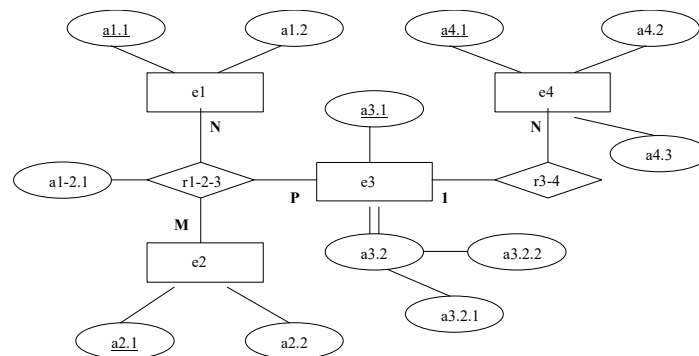 a1.1
a1.2
a4.1
a4.2
e1
e4
a3.1
N
N
a4.3
a1-2.1
r1-2-3
e3
r3-4
P
1
M
e2
a3.2
a3.2.2
a3.2.1
a2.1
a2.2